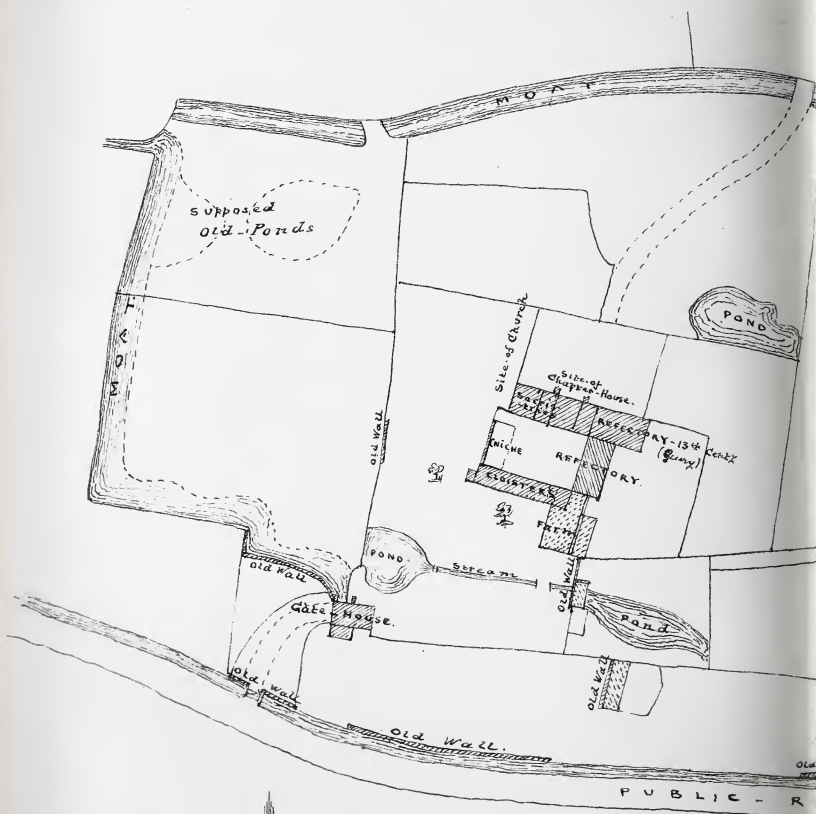 MOAT
Supposed
Old-Ponds
MOAT
POND
Site-of Church
Site-of
Chapter-House.
REFECTORY-13th Centy
(Query)
NICHE
REFECTORY.
CLOISTERS
Old Wall
FARM
POND
Stream
Old Wall
Old Wall
Gate-House.
Pond
Old Wall
Old Wall
Old Wall.
Old
PUBLIC-R